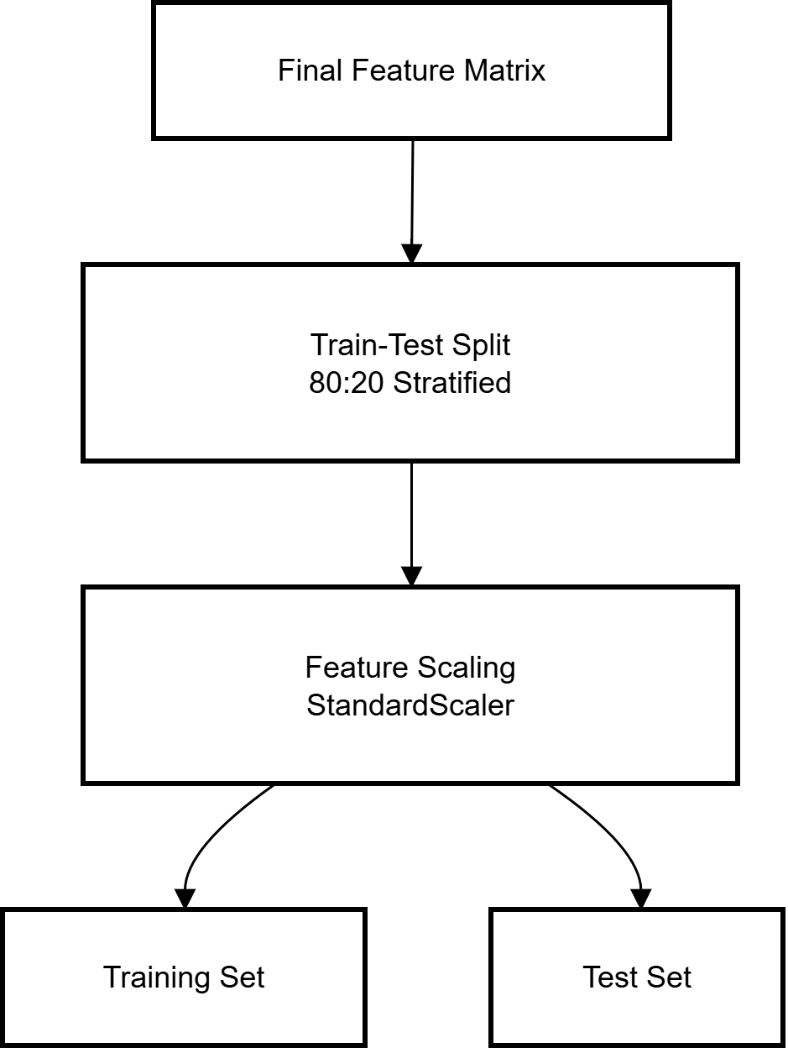 Final Feature Matrix
Train-Test Split
80:20 Stratified
Feature Scaling
StandardScaler
Training Set
Test Set